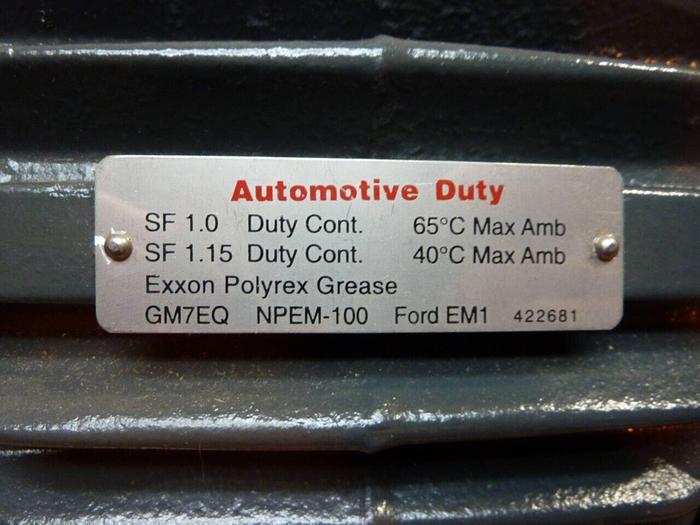 Automotive Duty
SF 1.0 Duty Cont. 65°C Max Amb
SF 1.15 Duty Cont. 40°C Max Amb
Exxon Polyrex Grease
GM7EQ NPEM-100 Ford EM1 422681